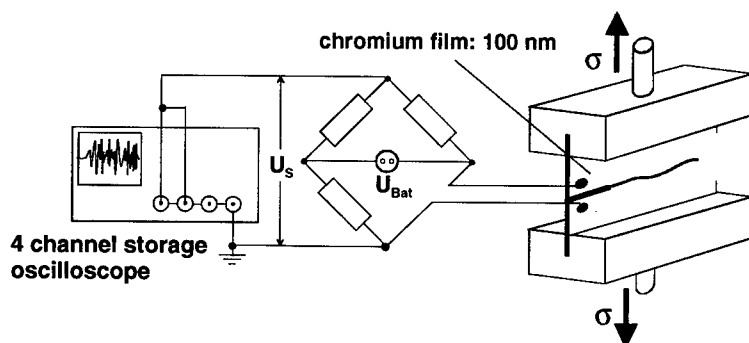 chromium film: 100 nm
σ
U_S
U_Bat
4 channel storage
oscilloscope
σ